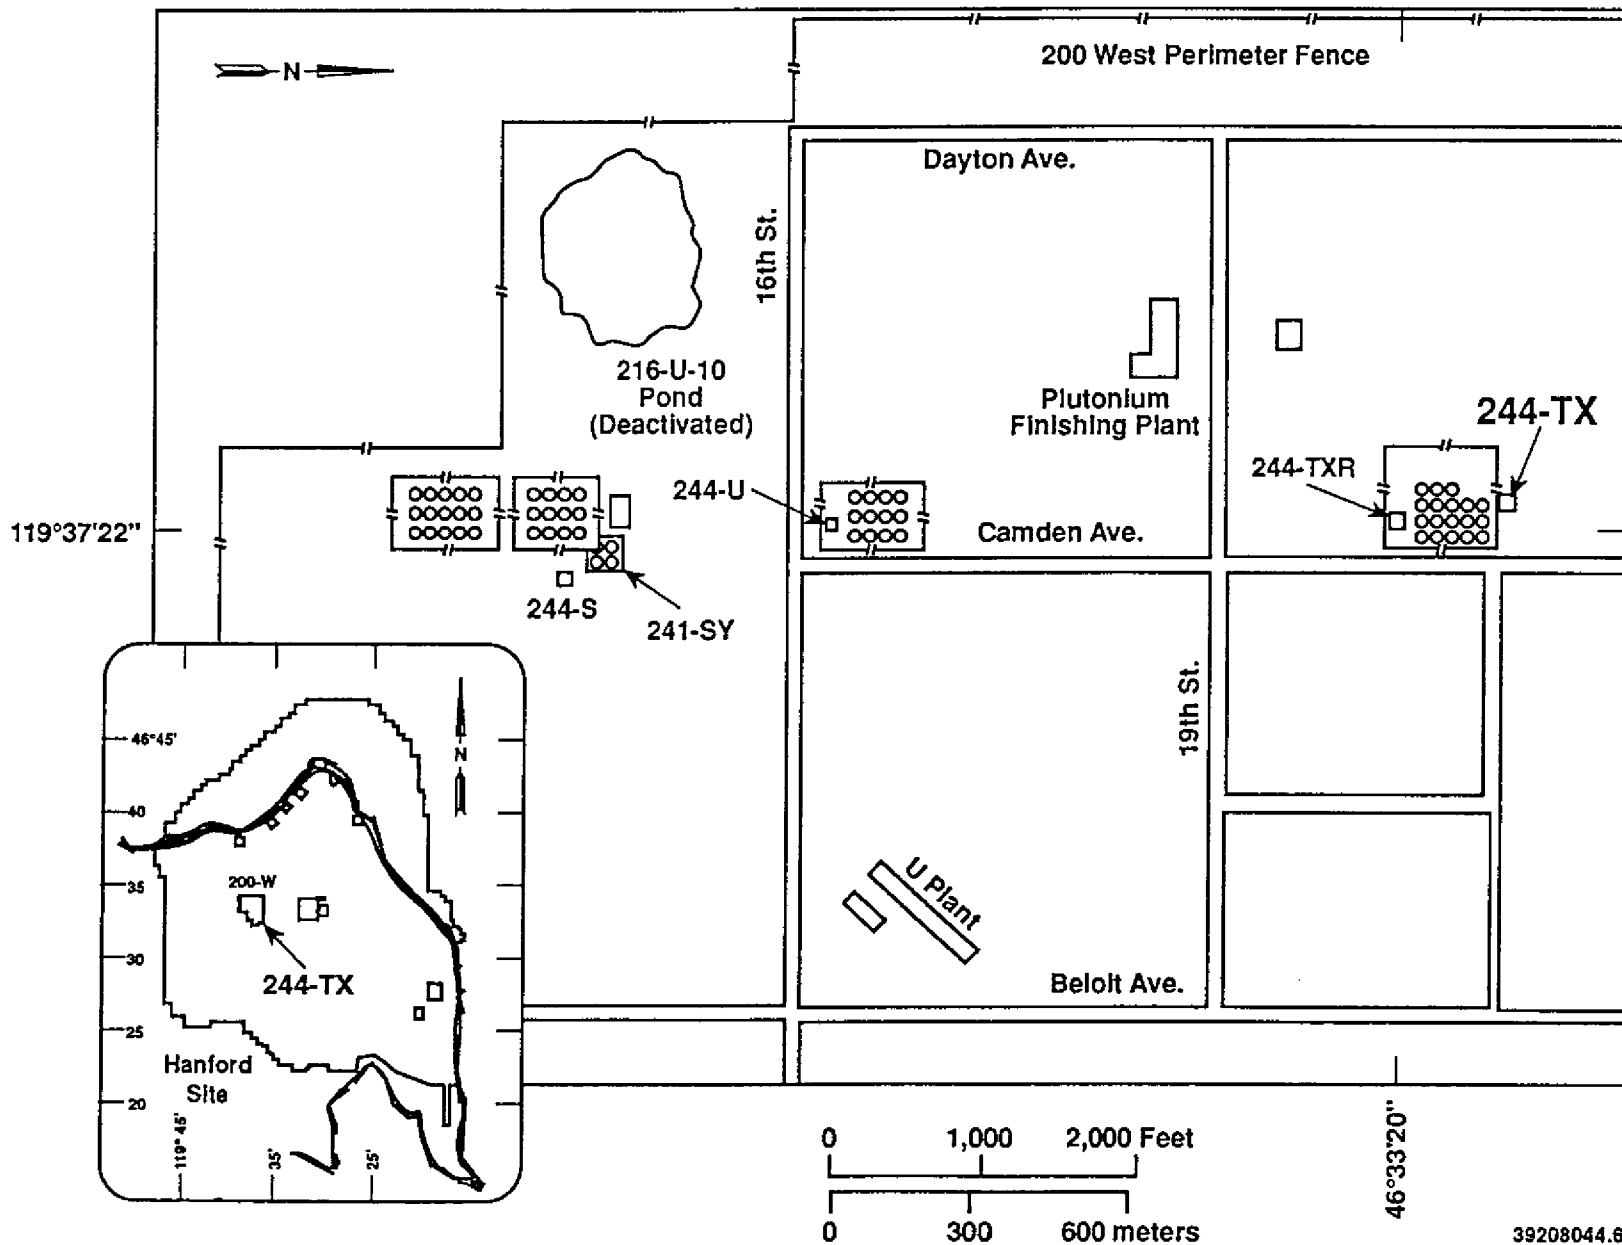 200 West Perimeter Fence
N
Dayton Ave.
16th St.
216-U-10
Pond
(Deactivated)
Plutonium
Finishing Plant
244-TX
244-TXR
244-U
119°37'22"
Camden Ave.
244-S
241-SY
19th St.
U Plant
Beloit Ave.
46°45'
40
35
30
25
20
N
200-W
244-TX
Hanford
Site
119° 45'
35'
25'
0 1,000 2,000 Feet
0 300 600 meters
46°33'20"
39208044.6